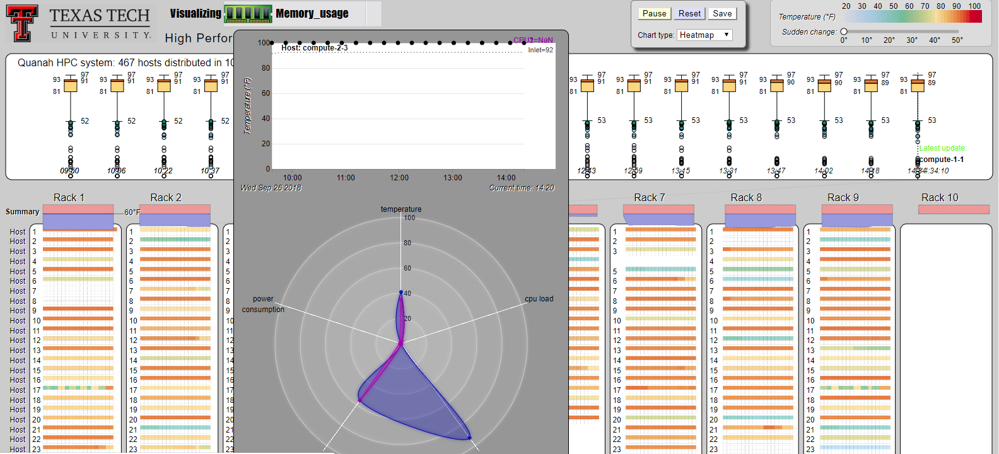 TEXAS TECH
UNIVERSITY.
Visualizing Memory_usage
High Perfor
Pause Reset Save
Chart type: Heatmap
20 30 40 50 60 70 80 90 100
Temperature (°F)
Sudden change:
0° 10° 20° 30° 40° 50°
Quanah HPC system: 467 hosts distributed in 10
93 97 91 81 52 09:50
93 97 91 81 52 10:06
93 97 91 81 52 10:22
93 97 91 81 52 10:37
93 97 91 81 53 12:43
93 97 91 81 53 12:59
93 97 91 81 53 13:15
93 97 91 81 53 13:31
93 97 90 81 53 13:47
93 97 90 81 53 14:02
93 97 89 81 53 14:18
93 97 89 81 53
Latest update:
compute-1-1
Host: compute-2-3
Inlet=92
Temperature (°F)
100
80
60
40
20
0
10:00 11:00 12:00 13:00 14:00
Wed Sep 26 2018
Current time: 14:20
temperature
100
80
60
40
20
power
consumption
cpu load
Rack 1 Rack 2 Rack 7 Rack 8 Rack 9 Rack 10
Summary 60°F
Host 1 1 1 1 1 1
Host 2 2 2 2 2 2
Host 3 3 3 3 3 3
Host 4 4 4 4 4
Host 5 5 5 5 5 5
Host 6 6 6 6 6 6
Host 7 7 7 7 7 7
Host 8 8 8 8 8 8
Host 9 9 9 9 9 9
Host 10 10 10 10 10 10
Host 11 11 11 11 11 11
Host 12 12 12 12 12 12
Host 13 13 13 13 13 13
Host 14 14 14 14 14 14
Host 15 15 15 15 15 15
Host 16 16 16 16 16 16
Host 17 17 17 17 17 17
Host 18 18 18 18 18 18
Host 19 19 19 19 19 19
Host 20 20 20 20 20 20
Host 21 21 21 21 21 21
Host 22 22 22 22 22 22
Host 23 23 23 23 23 23